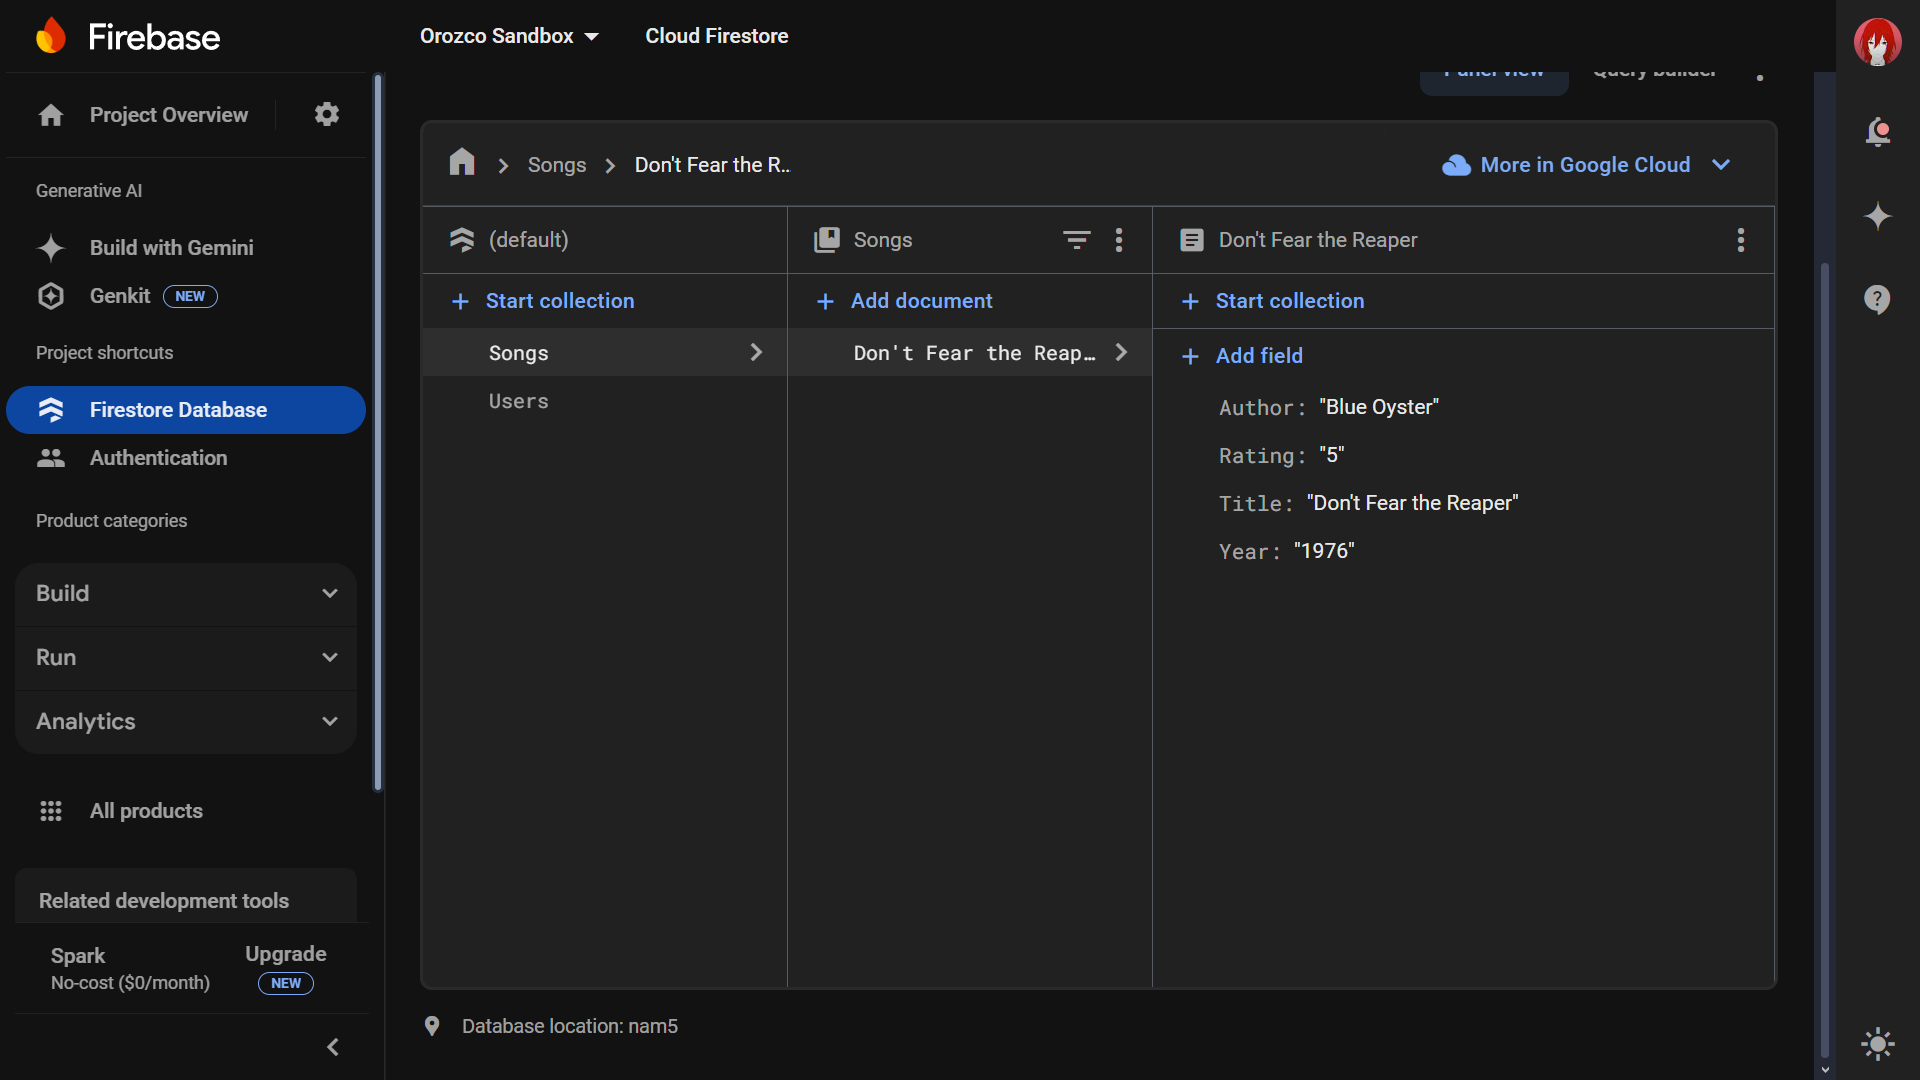 Firebase
Orozco Sandbox
Cloud Firestore
Panel view
Query builder
Project Overview
Generative AI
Build with Gemini
Genkit NEW
Project shortcuts
Firestore Database
Authentication
Product categories
Build
Run
Analytics
All products
Related development tools
Spark
No-cost ($0/month)
Upgrade
NEW
Songs
Don't Fear the R...
More in Google Cloud
(default)
Start collection
Songs
Users
Songs
Add document
Don't Fear the Reap…
Don't Fear the Reaper
Start collection
Add field
Author: "Blue Oyster"
Rating: "5"
Title: "Don't Fear the Reaper"
Year: "1976"
Database location: nam5